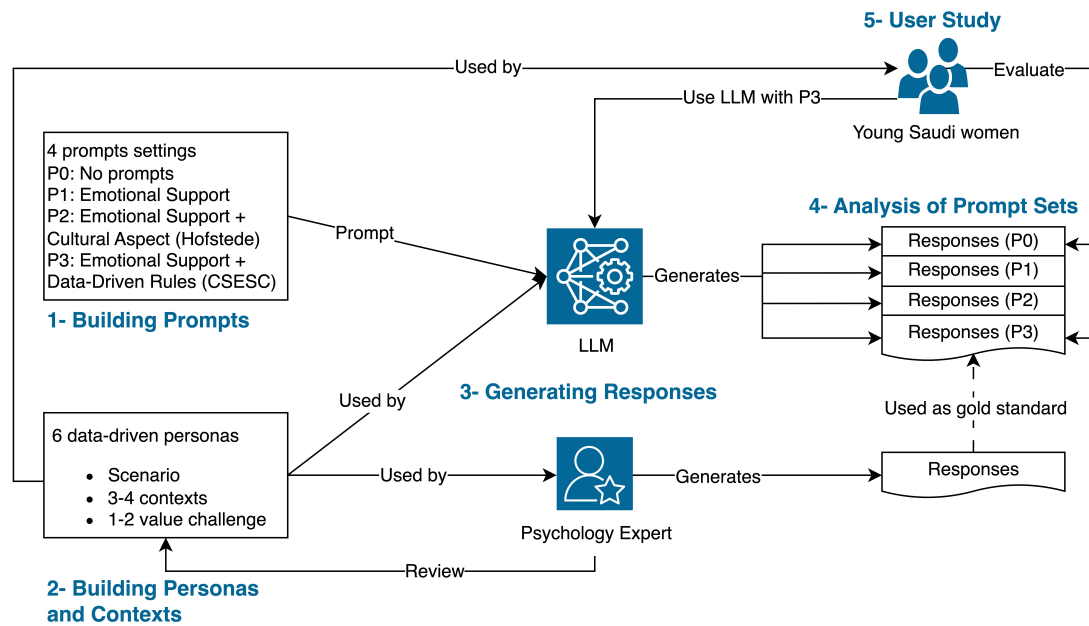 5- User Study
Used by
Evaluate
Use LLM with P3
Young Saudi women
4 prompts settings
P0: No prompts
P1: Emotional Support
P2: Emotional Support +
Cultural Aspect (Hofstede)
P3: Emotional Support +
Data-Driven Rules (CSESC)
1- Building Prompts
Prompt
LLM
Generates
4- Analysis of Prompt Sets
Responses (P0)
Responses (P1)
Responses (P2)
Responses (P3)
3- Generating Responses
Used by
Used as gold standard
6 data-driven personas
• Scenario
• 3-4 contexts
• 1-2 value challenge
Used by
Psychology Expert
Generates
Responses
Review
2- Building Personas
and Contexts